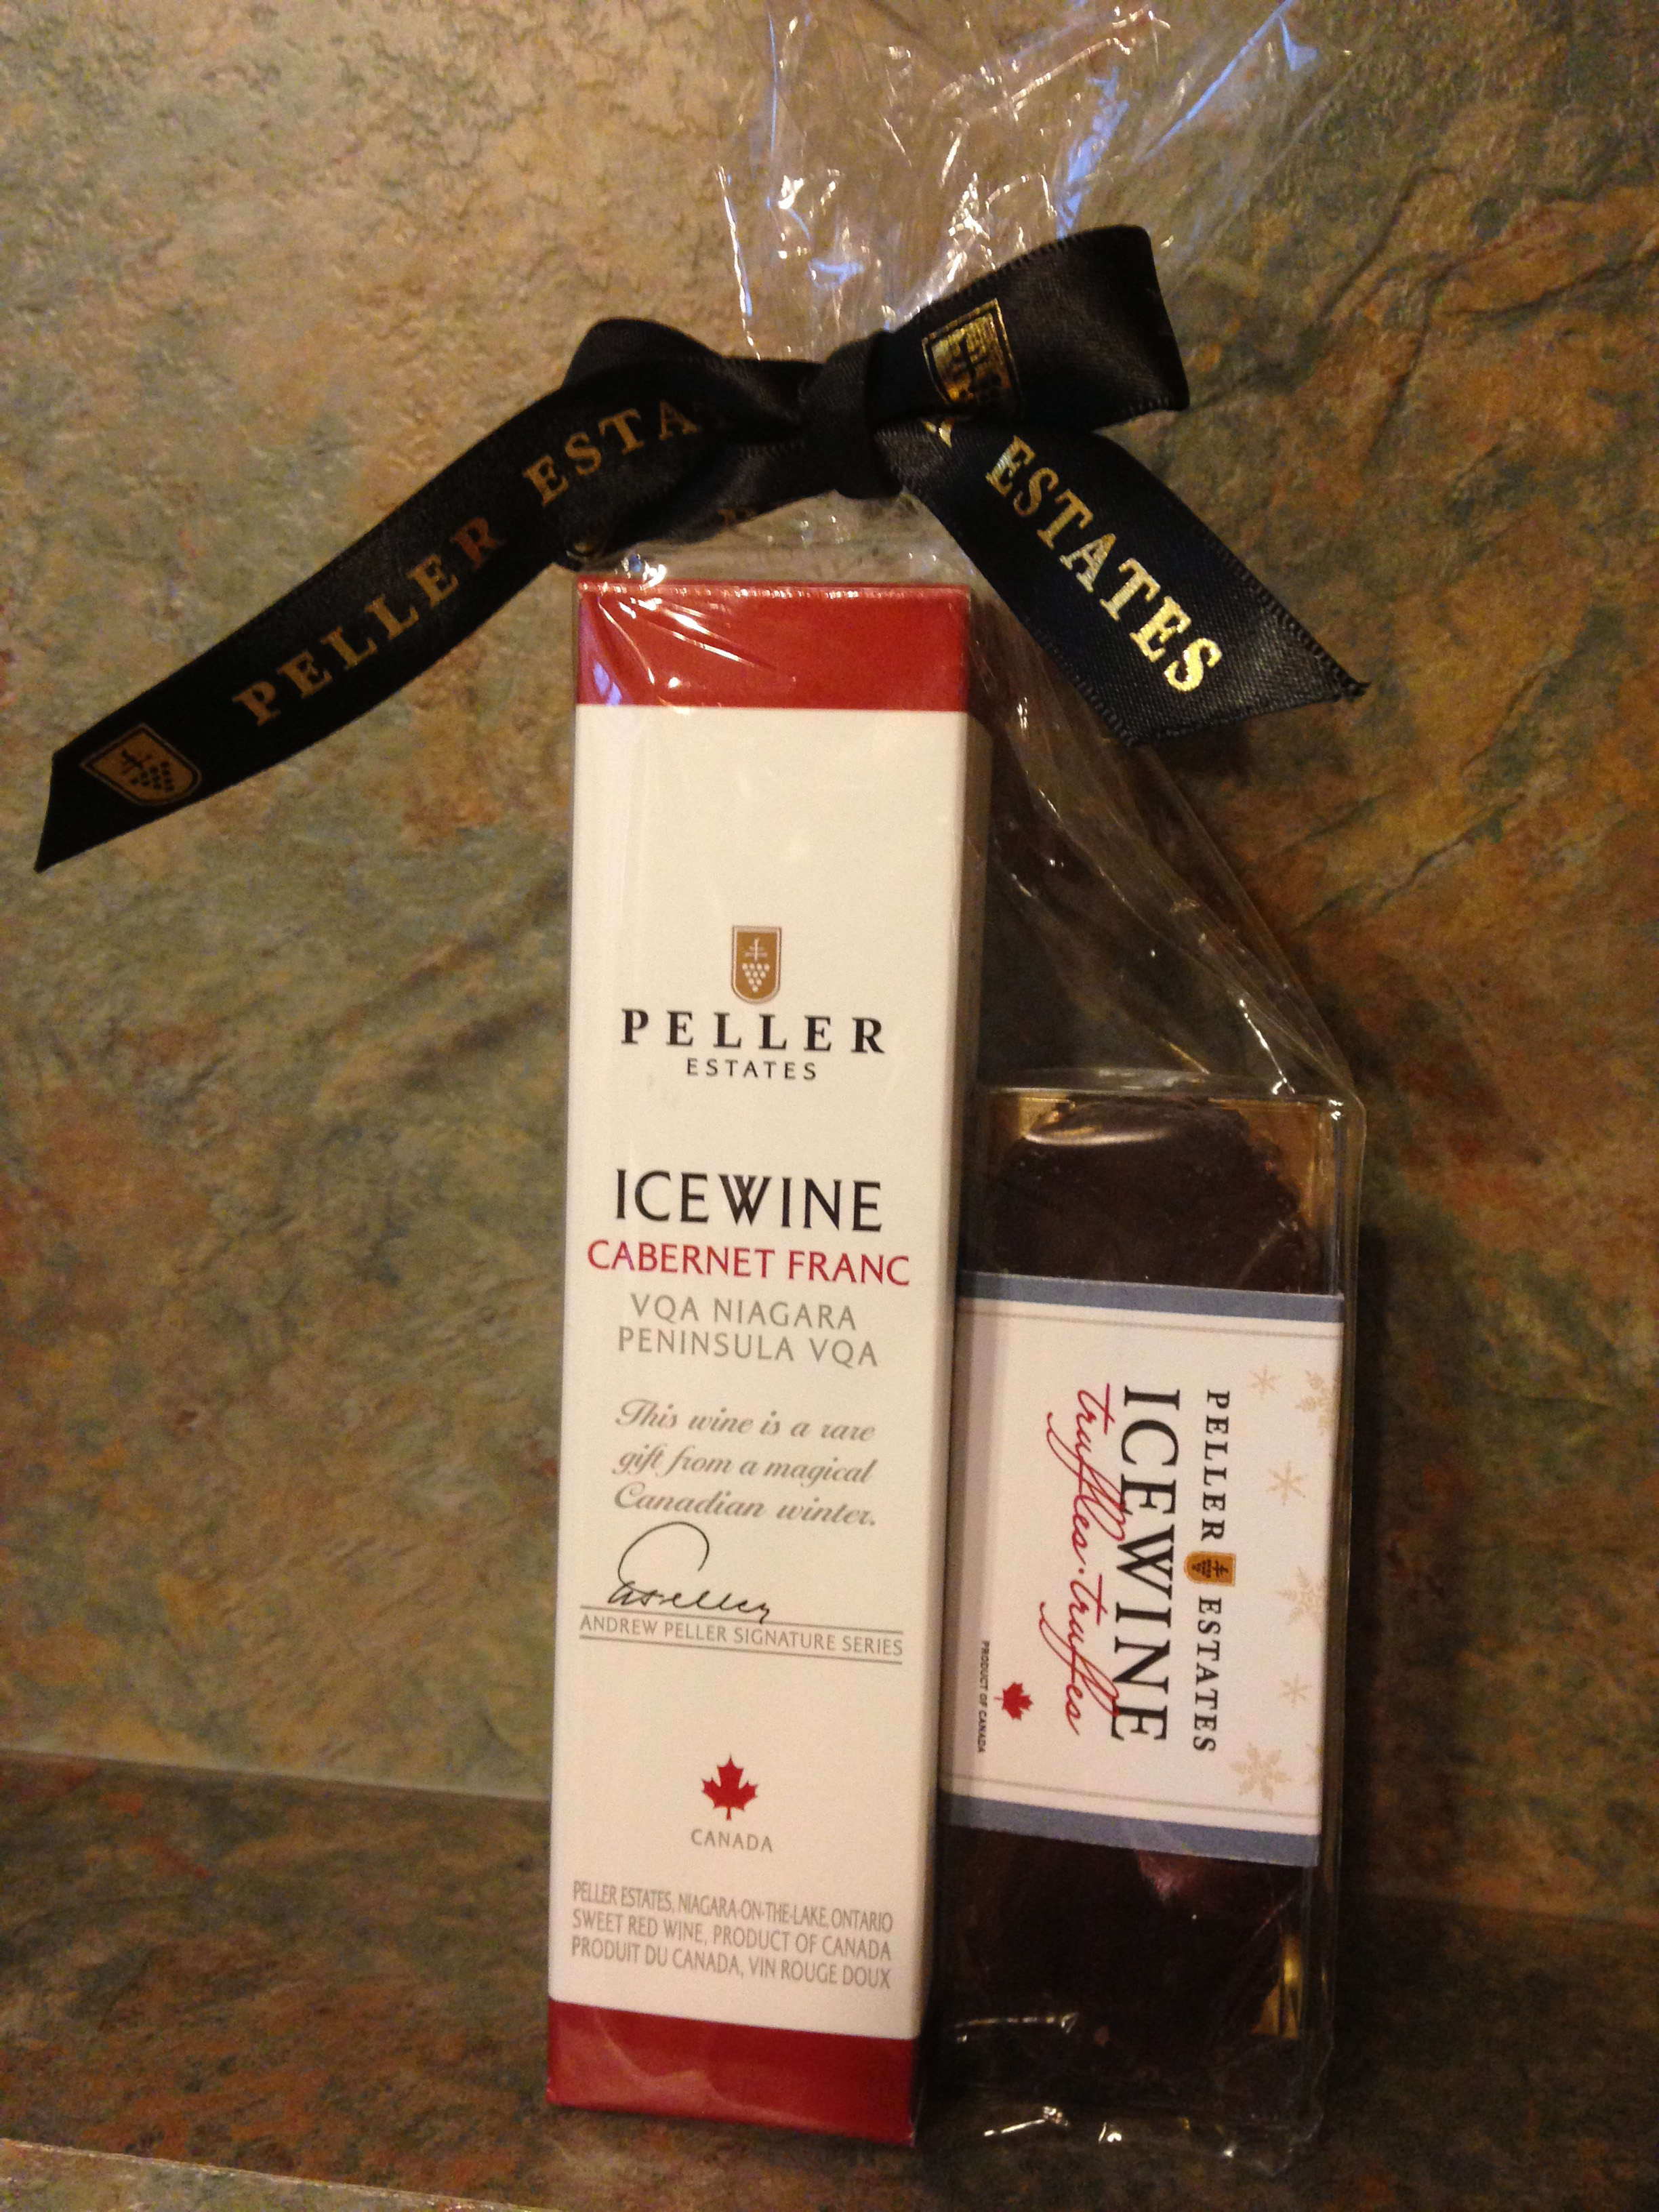 PELLER ESTA
ESTATES
PELLER
ESTATES
ICEWINE
CABERNET FRANC
VQA NIAGARA
PENINSULA VQA
This wine is a rare
gift from a magical
Canadian winter.
ANDREW PELLER SIGNATURE SERIES
CANADA
PELLER ESTATES, NIAGARA-ON-THE-LAKE, ONTARIO
SWEET RED WINE, PRODUCT OF CANADA
PRODUIT DU CANADA, VIN ROUGE DOUX
PELLER ESTATES
ICEWINE
truffles·truffes
PRODUCT OF CANADA